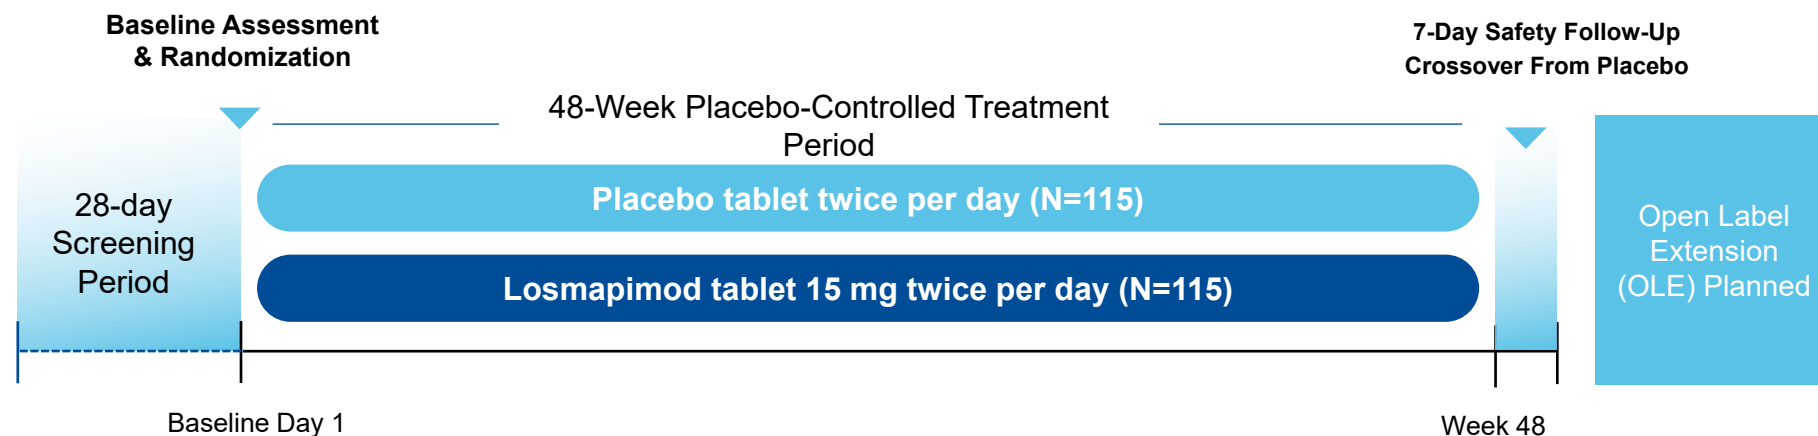 Baseline Assessment
& Randomization
7-Day Safety Follow-Up
Crossover From Placebo
48-Week Placebo-Controlled Treatment
Period
28-day
Screening
Period
Placebo tablet twice per day (N=115)
Losmapimod tablet 15 mg twice per day (N=115)
Open Label
Extension
(OLE) Planned
Baseline Day 1
Week 48